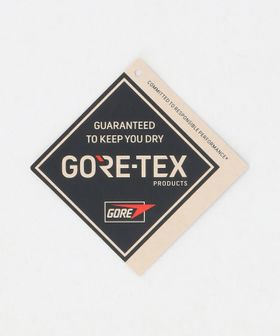 COMMITTED TO RESPONSIBLE PERFORMANCE
GUARANTEED
TO KEEP YOU DRY
GORE-TEX
PRODUCTS
GORE